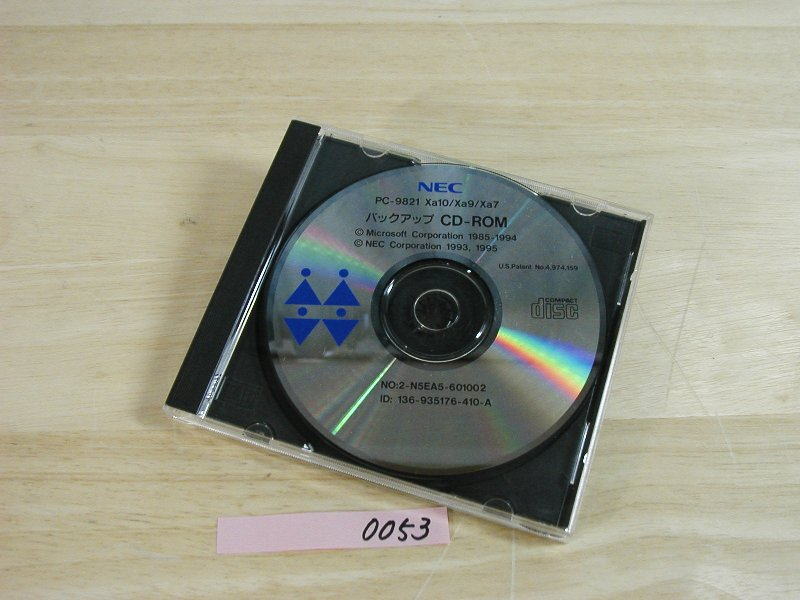 NEC
PC-9821 Xa10/Xa9/Xa7
バックアップ CD-ROM
© Microsoft Corporation 1985-1994
© NEC Corporation 1993, 1995
U.S.Patent No.4,974,159
COMPACT
disc
NO:2-N5EA5-601002
ID: 136-935176-410-A
0053